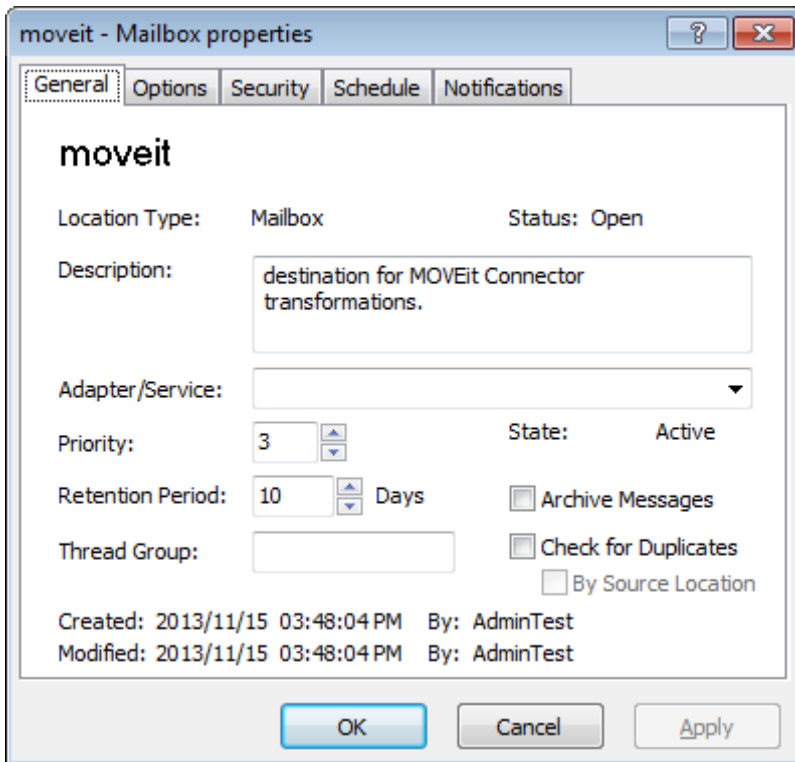 moveit - Mailbox properties ?
General Options Security Schedule Notifications
moveit
Location Type: Mailbox Status: Open
Description: destination for MOVEit Connector
transformations.
Adapter/Service:
Priority: 3 State: Active
Retention Period: 10 Days Archive Messages
Thread Group: Check for Duplicates
By Source Location
Created: 2013/11/15 03:48:04 PM By: AdminTest
Modified: 2013/11/15 03:48:04 PM By: AdminTest
OK Cancel Apply